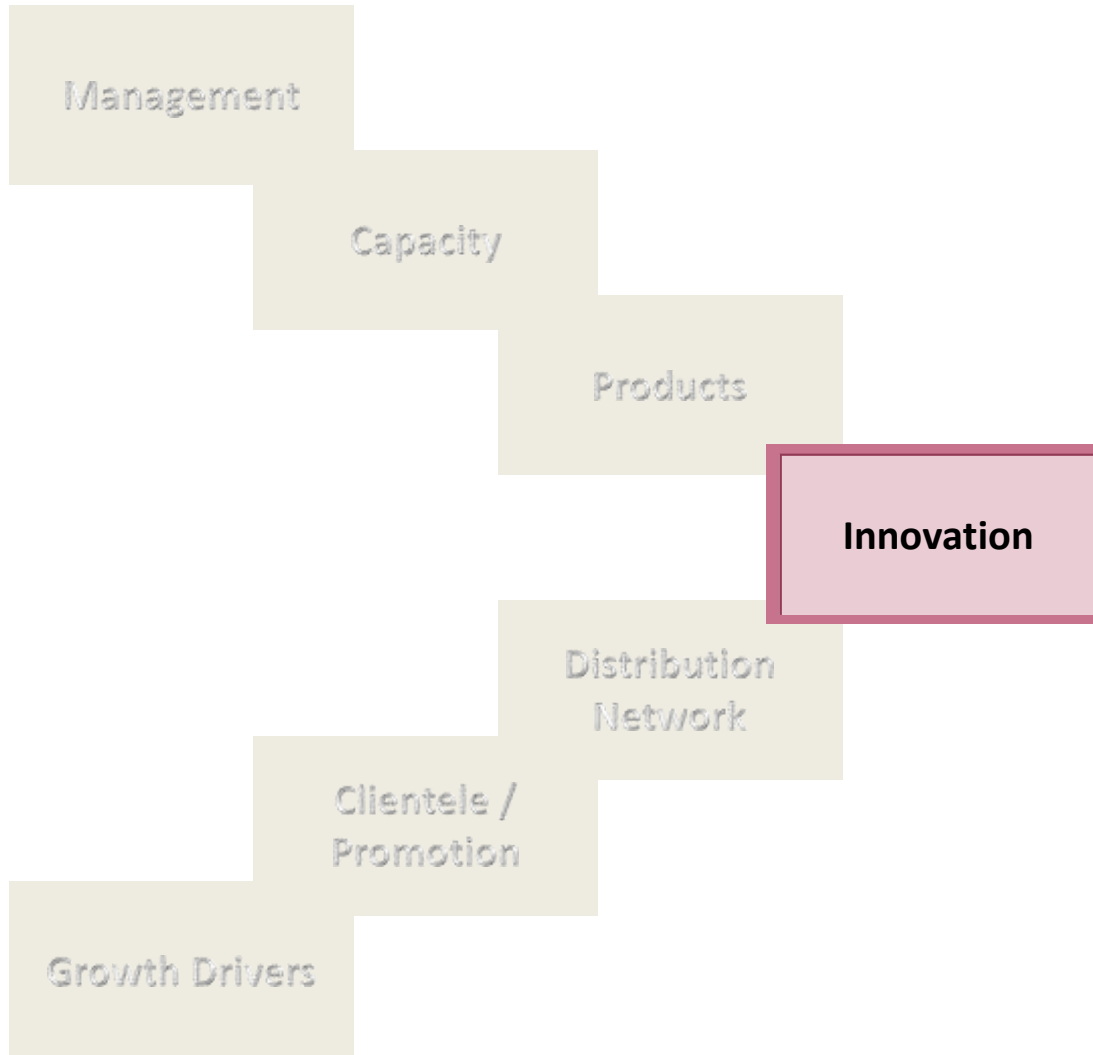 Management
Capacity
Products
Innovation
Distribution
Network
Clientele /
Promotion
Growth Drivers